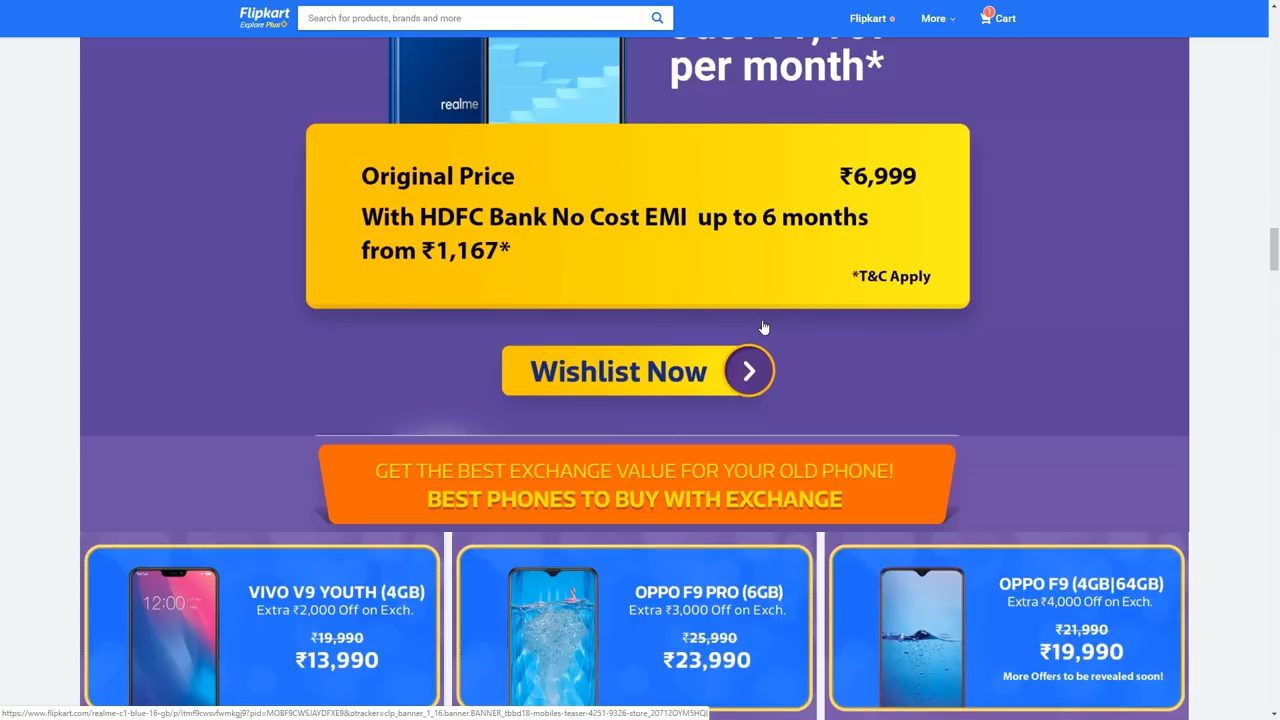 Flipkart
Explore Plus
Search for products, brands and more
Flipkart
More
1
Cart
per month*
realme
Original Price
₹6,999
With HDFC Bank No Cost EMI up to 6 months
from ₹1,167*
*T&C Apply
Wishlist Now
GET THE BEST EXCHANGE VALUE FOR YOUR OLD PHONE!
BEST PHONES TO BUY WITH EXCHANGE
12:00
VIVO V9 YOUTH (4GB)
Extra ₹2,000 Off on Exch.
₹19,990
₹13,990
OPPO F9 PRO (6GB)
Extra ₹3,000 Off on Exch.
₹25,990
₹23,990
OPPO F9 (4GB|64GB)
Extra ₹4,000 Off on Exch.
₹21,990
₹19,990
More Offers to be revealed soon!